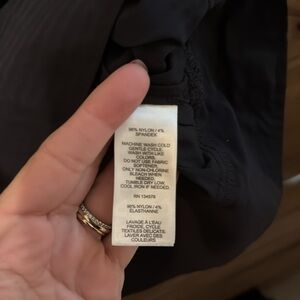 96% NYLON / 4%
SPANDEX
MACHINE WASH COLD
GENTLE CYCLE.
WASH WITH LIKE
COLORS.
DO NOT USE FABRIC
SOFTENER.
ONLY NON-CHLORINE
BLEACH WHEN
NEEDED.
TUMBLE DRY LOW.
COOL IRON IF NEEDED.
RN 134576
96% NYLON / 4%
ELASTHANNE
LAVAGE À L'EAU
FROIDE, CYCLE
TEXTILES DÉLICATS.
LAVER AVEC DES
COULEURS